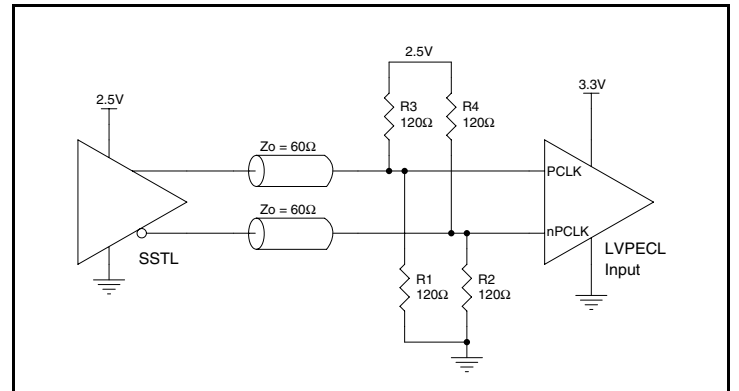 2.5V
2.5V
3.3V
R3
120Ω
R4
120Ω
Zo = 60Ω
PCLK
Zo = 60Ω
nPCLK
SSTL
LVPECL
Input
R1
120Ω
R2
120Ω